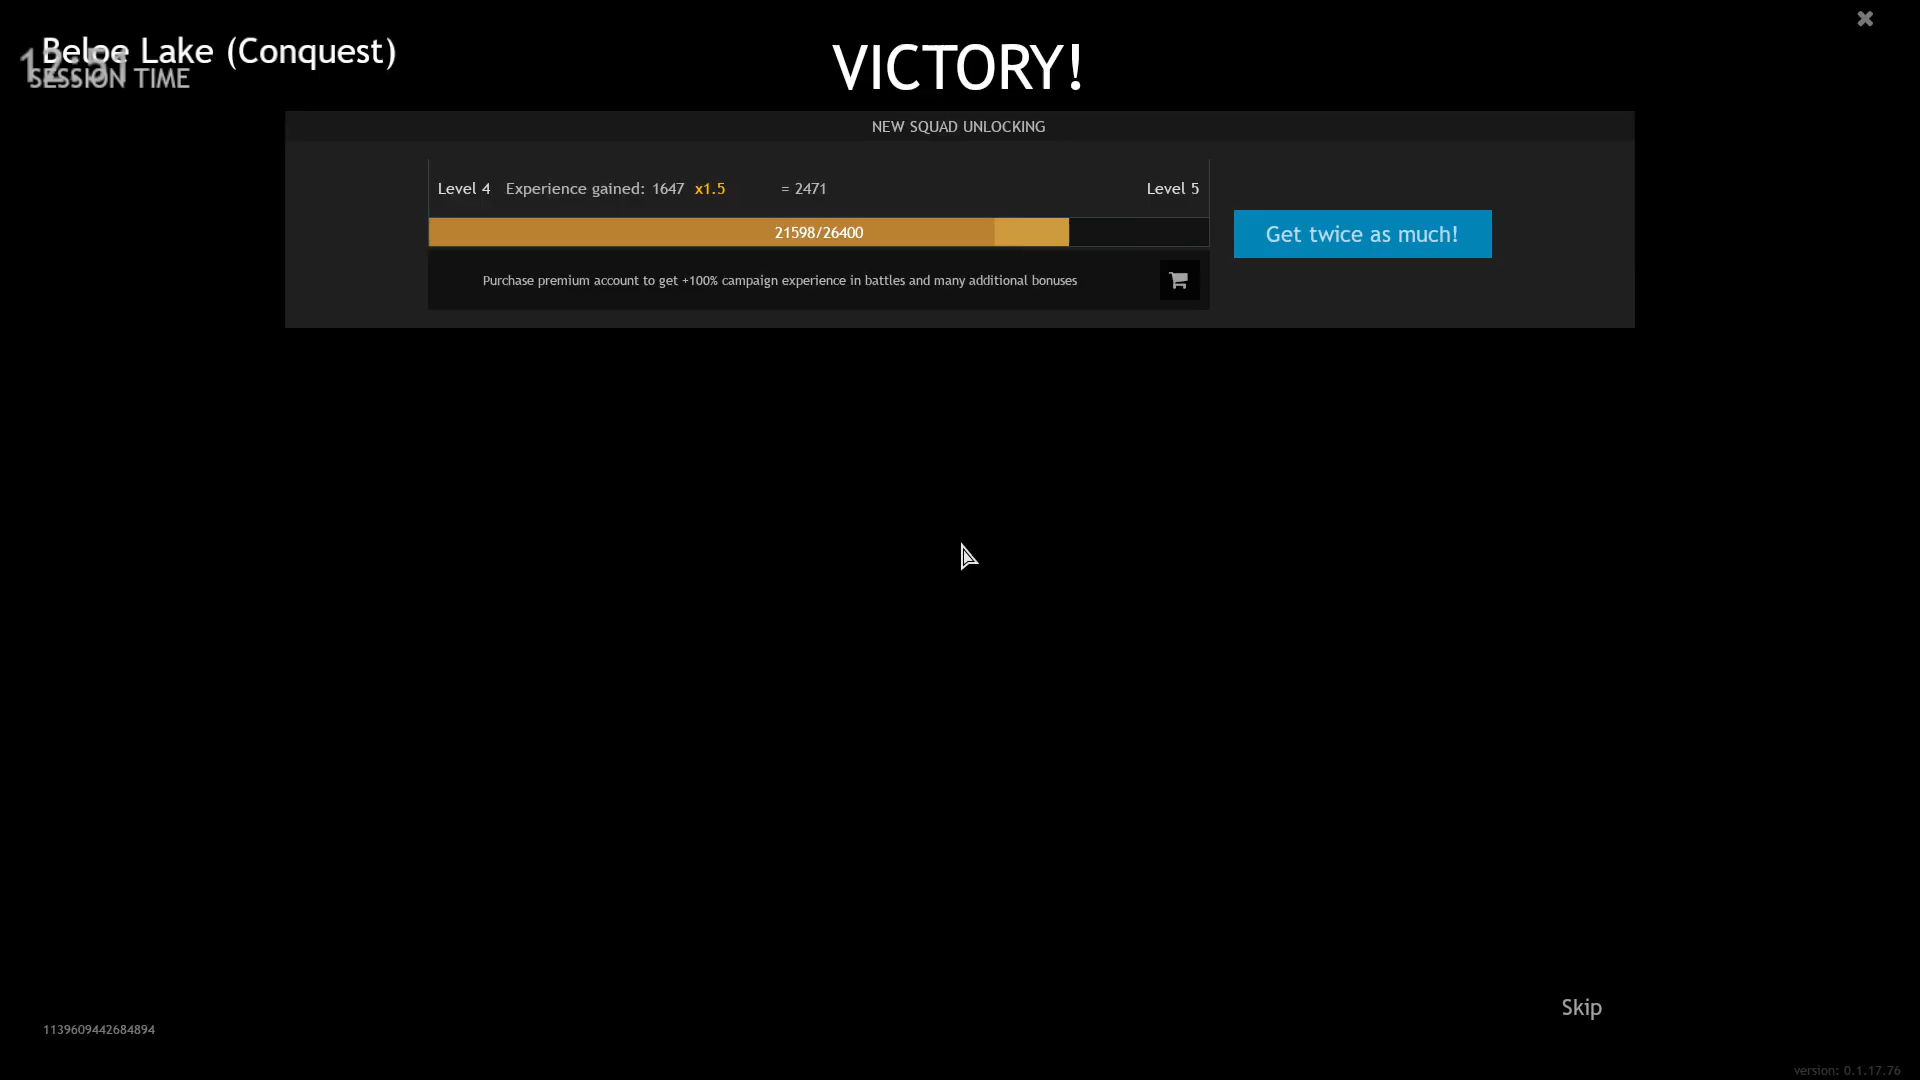 Beloe Lake (Conquest)
12:51
SESSION TIME
VICTORY!
NEW SQUAD UNLOCKING
Level 4 Experience gained: 1647 x1.5 = 2471 Level 5
21598/26400
Get twice as much!
Purchase premium account to get +100% campaign experience in battles and many additional bonuses
Skip
1139609442684894
version: 0.1.17.76